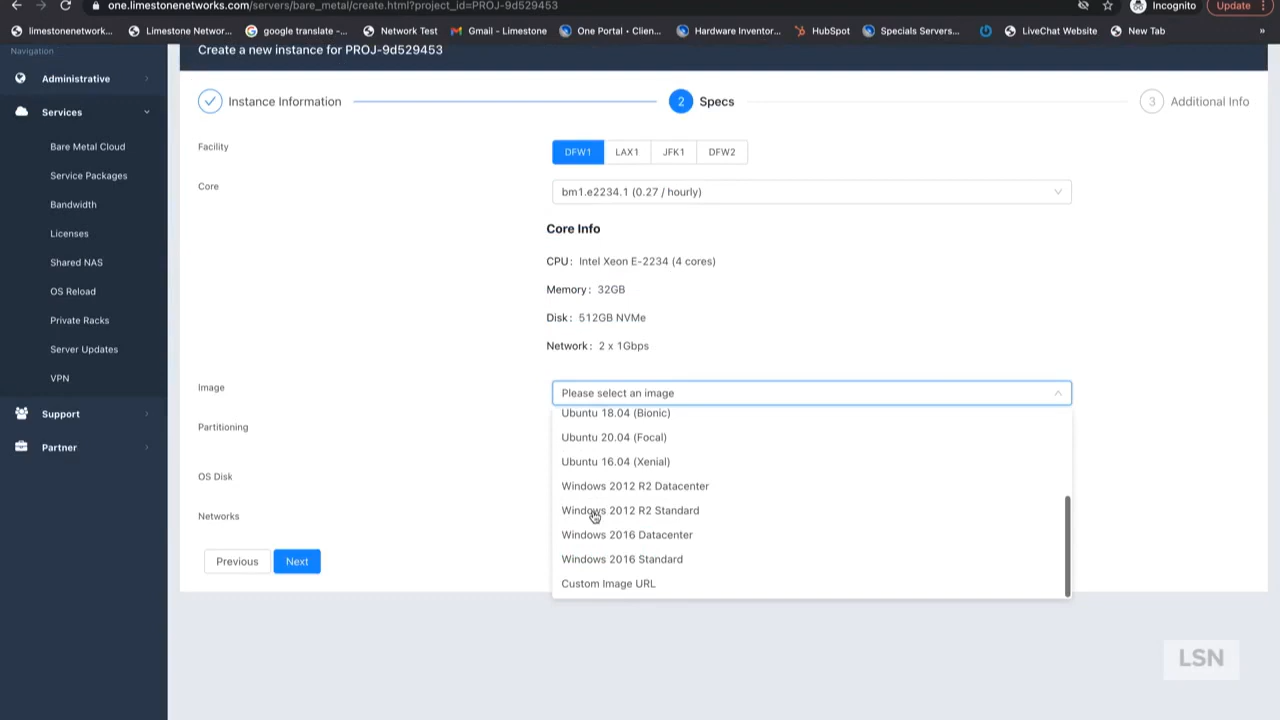 one.limestonenetworks.com/servers/bare_metal/create.html?project_id=PROJ-9d529453
Incognito
Update
limestonenetwork...
Limestone Networ...
google translate -...
Network Test
Gmail - Limestone
One Portal • Clien...
Hardware Inventor...
HubSpot
Specials Servers...
LiveChat Website
New Tab
»
Navigation
Create a new instance for PROJ-9d529453
Administrative
Services
Bare Metal Cloud
Service Packages
Bandwidth
Licenses
Shared NAS
OS Reload
Private Racks
Server Updates
VPN
Support
Partner
Instance Information
2 Specs
3 Additional Info
Facility
DFW1 LAX1 JFK1 DFW2
Core
bm1.e2234.1 (0.27 / hourly)
Core Info
CPU: Intel Xeon E-2234 (4 cores)
Memory: 32GB
Disk: 512GB NVMe
Network: 2 x 1Gbps
Image
Please select an image
Ubuntu 18.04 (Bionic)
Ubuntu 20.04 (Focal)
Ubuntu 16.04 (Xenial)
Windows 2012 R2 Datacenter
Windows 2012 R2 Standard
Windows 2016 Datacenter
Windows 2016 Standard
Custom Image URL
Partitioning
OS Disk
Networks
Previous Next
LSN